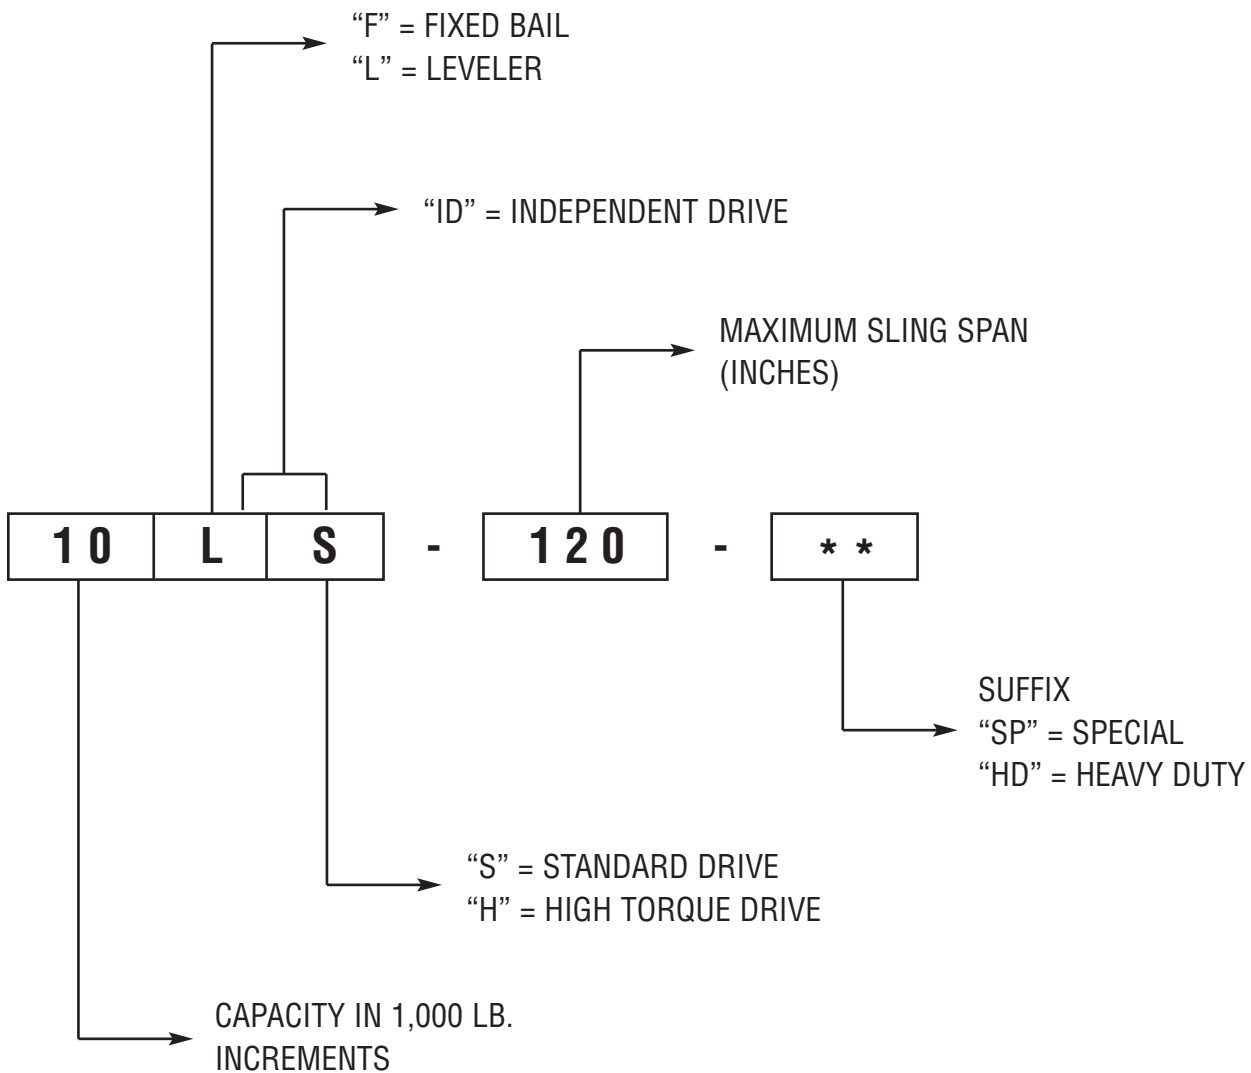 “F” = FIXED BAIL
“L” = LEVELER
“ID” = INDEPENDENT DRIVE
MAXIMUM SLING SPAN
(INCHES)
10 L S - 120 - **
SUFFIX
“SP” = SPECIAL
“HD” = HEAVY DUTY
“S” = STANDARD DRIVE
“H” = HIGH TORQUE DRIVE
CAPACITY IN 1,000 LB.
INCREMENTS